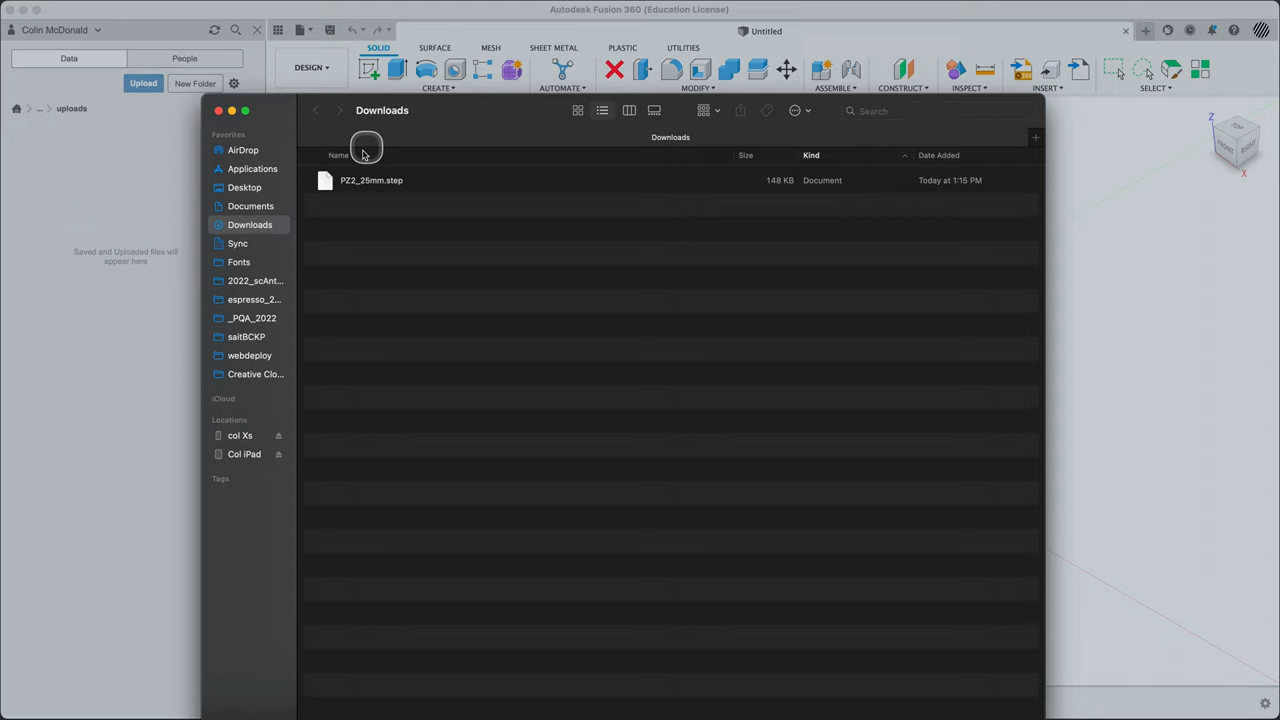 Autodesk Fusion 360 (Education License)
Colin McDonald
Untitled
Data
People
SOLID
SURFACE
MESH
SHEET METAL
PLASTIC
UTILITIES
DESIGN
Upload
New Folder
CREATE
AUTOMATE
MODIFY
ASSEMBLE
CONSTRUCT
INSPECT
INSERT
SELECT
... uploads
Saved and Uploaded files will
appear here
Downloads
Search
Downloads
Name
Size
Kind
Date Added
PZ2_25mm.step
148 KB
Document
Today at 1:15 PM
Favorites
AirDrop
Applications
Desktop
Documents
Downloads
Sync
Fonts
2022_scAnt...
espresso_2...
_PQA_2022
saitBCKP
webdeploy
Creative Clo...
iCloud
Locations
col Xs
Col iPad
Tags
Z
TOP
FRONT
RIGHT
X